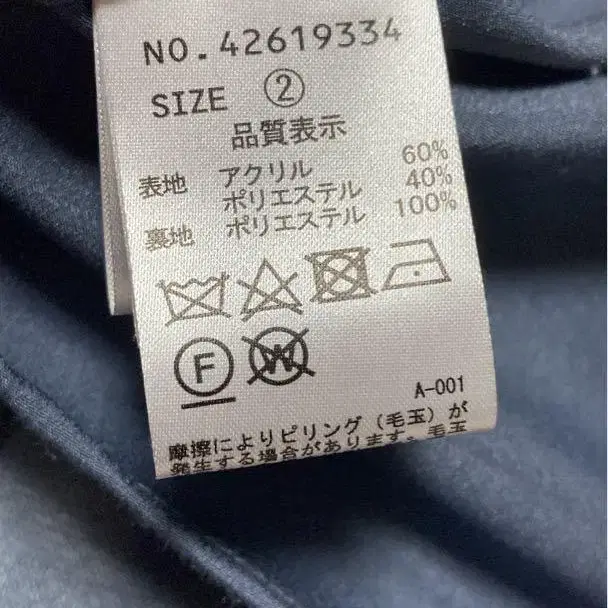 NO.42619334
SIZE ②
品質表示
表地 アクリル 60%
ポリエステル 40%
裏地 ポリエステル 100%
F W
A-001
摩擦によりピリング(毛玉)が
発生する場合があります。毛玉